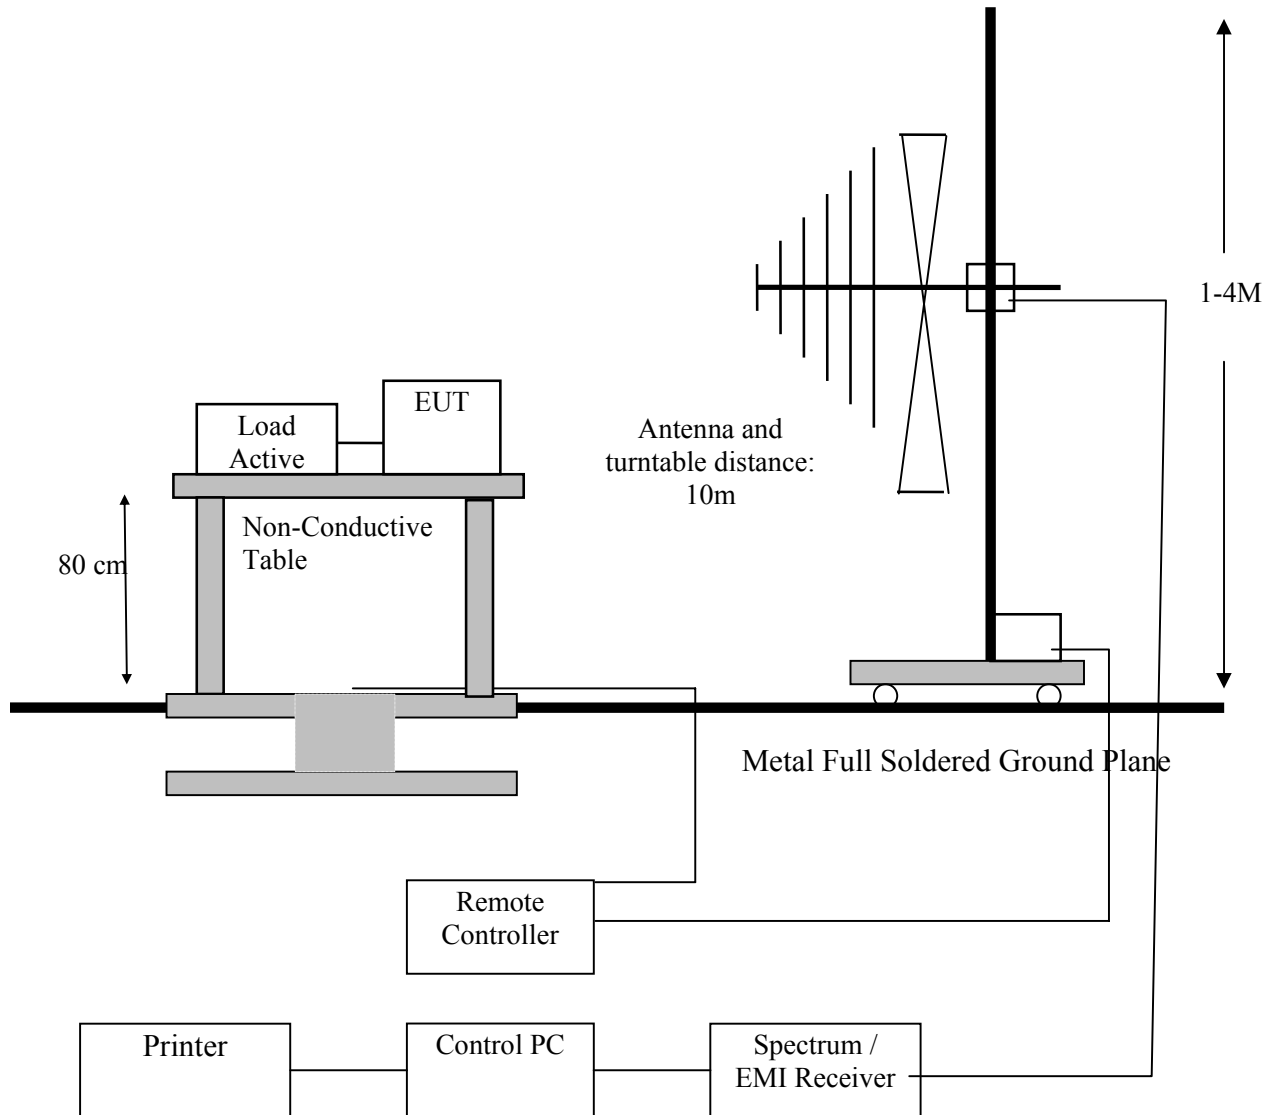 1-4M
EUT
Load
Active
Antenna and
turntable distance:
10m
Non-Conductive
Table
80 cm
Metal Full Soldered Ground Plane
Remote
Controller
Printer
Control PC
Spectrum /
EMI Receiver